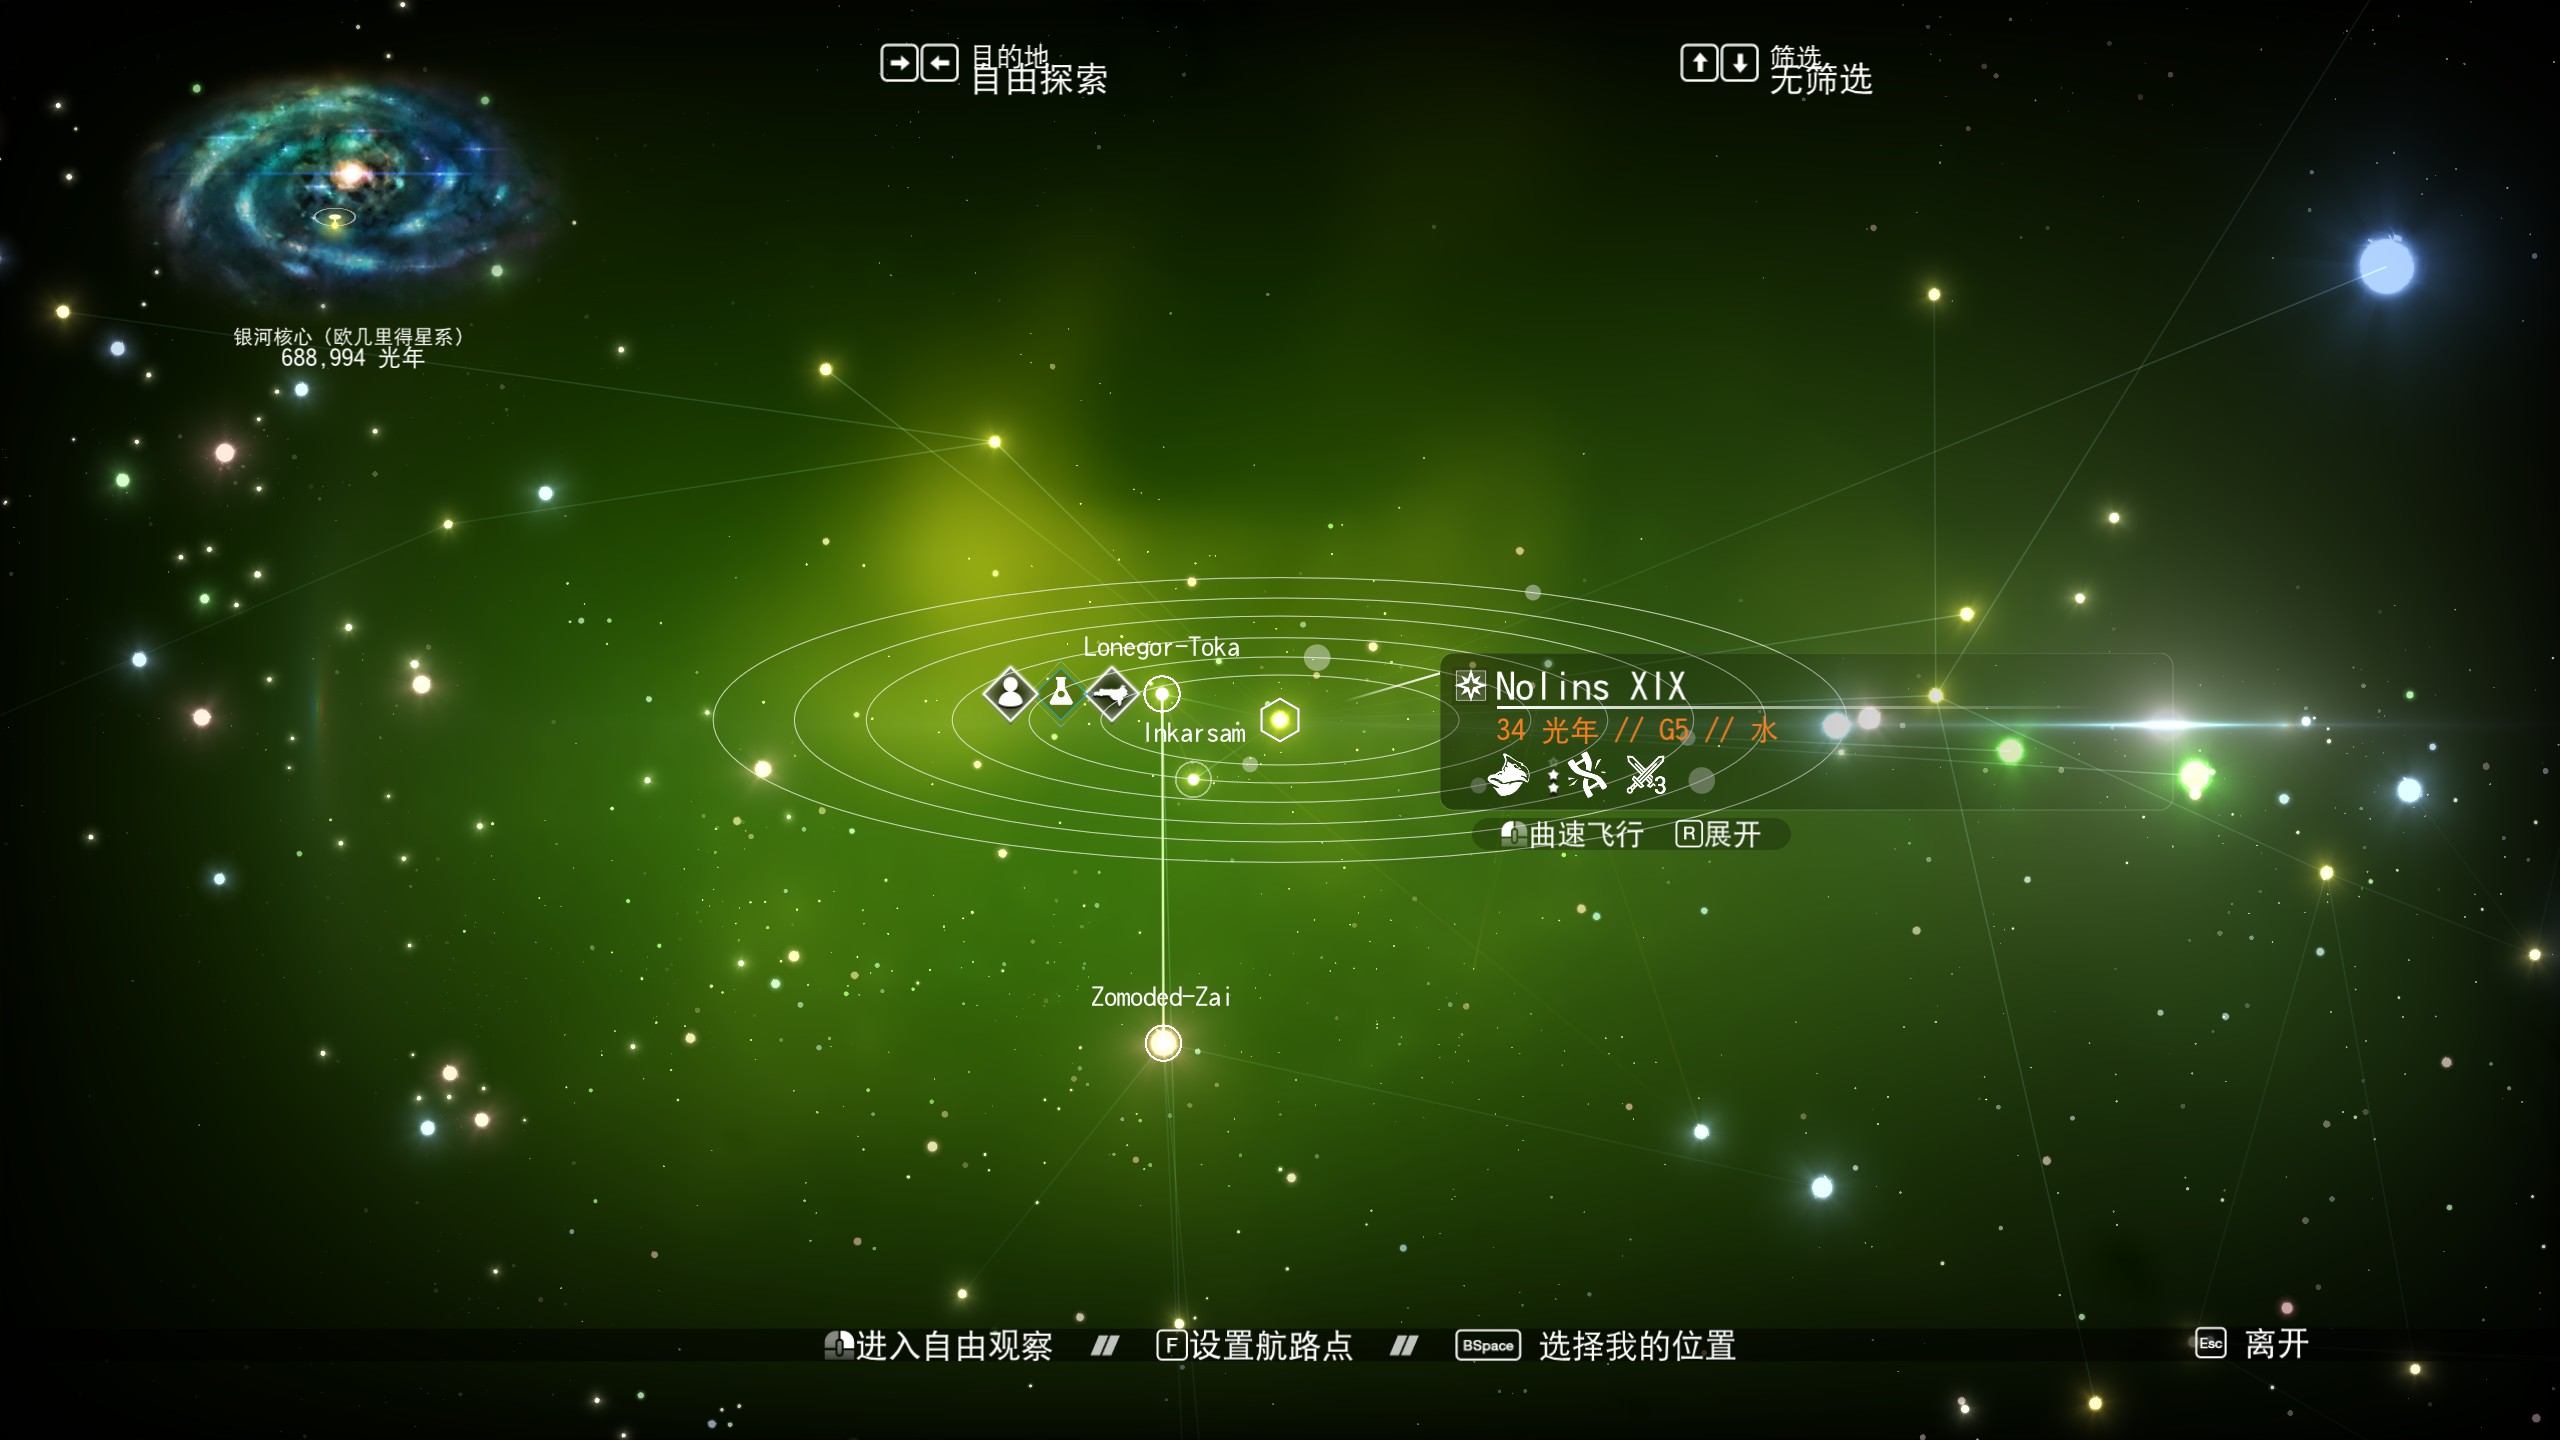 目的地
自由探索
筛选
无筛选
银河核心（欧几里得星系）
688,994 光年
Lonegor-Toka
Nolins XIX
34 光年 // G5 // 水
3
Inkarsam
曲速飞行 R 展开
Zomoded-Zai
进入自由观察 // F 设置航路点 // BSpace 选择我的位置
Esc 离开